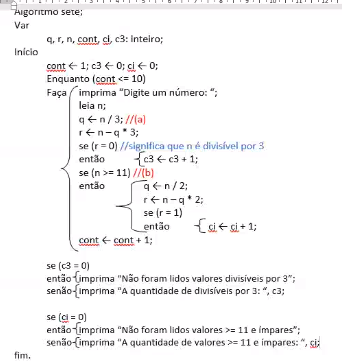 Algoritmo sete;
Var
q, r, n, cont, ci, c3: inteiro;
Início
cont ← 1; c3 ← 0; ci ← 0;
Enquanto (cont <= 10)
Faça imprima “Digite um número: “;
leia n;
q ← n / 3; //(a)
r ← n – q * 3;
se (r = 0) //significa que n é divisível por 3
então c3 ← c3 + 1;
se (n >= 11) //(b)
então q ← n / 2;
r ← n – q * 2;
se (r = 1)
então ci ← ci + 1;
cont ← cont + 1;
se (c3 = 0)
então imprima “Não foram lidos valores divisíveis por 3”;
senão imprima “A quantidade de divisíveis por 3: “, c3;
se (ci = 0)
então imprima “Não foram lidos valores >= 11 e ímpares”;
senão imprima “A quantidade de valores >= 11 e ímpares: “, ci;
fim.